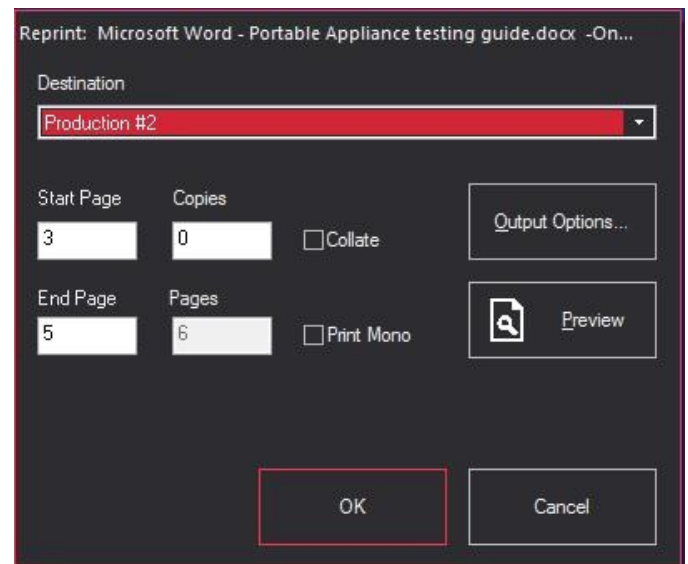 Reprint: Microsoft Word - Portable Appliance testing guide.docx -On...
Destination
Production #2
Start Page Copies
3 0 Collate
Output Options...
End Page Pages
5 6 Print Mono
Preview
OK Cancel